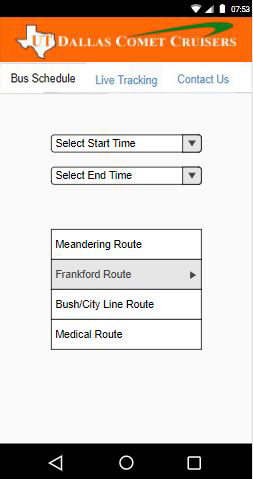 07:53
UT DALLAS COMET CRUISERS
Bus Schedule Live Tracking Contact Us
Select Start Time
Select End Time
Meandering Route
Frankford Route
Bush/City Line Route
Medical Route